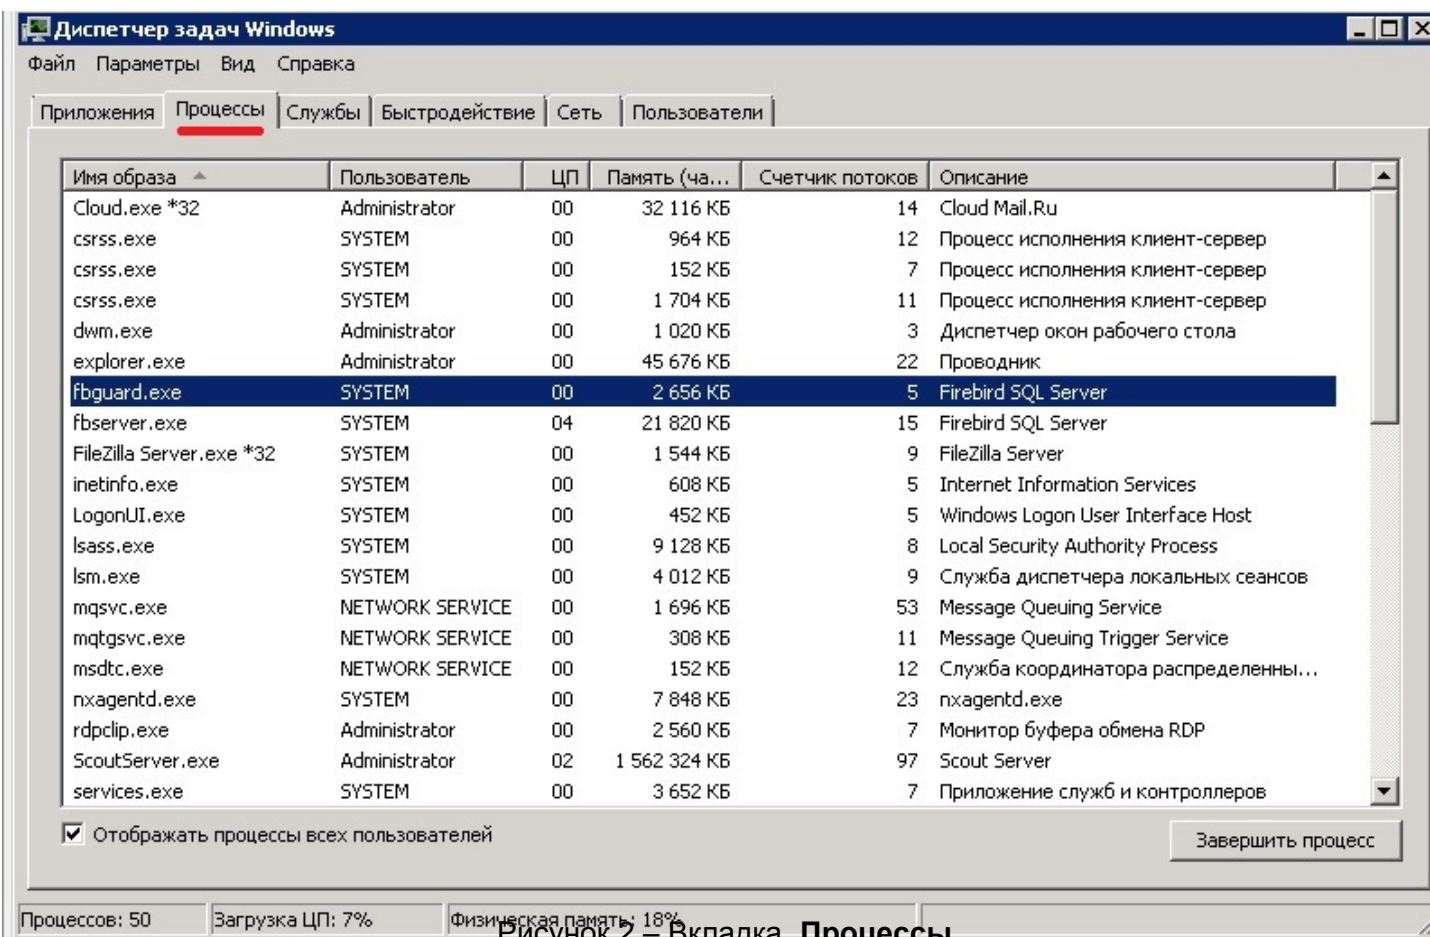 Диспетчер задач Windows
Файл Параметры Вид Справка
Приложения Процессы Службы Быстродействие Сеть Пользователи
Имя образа Пользователь ЦП Память (ча... Счетчик потоков Описание
Cloud.exe *32 Administrator 00 32 116 КБ 14 Cloud Mail.Ru
csrss.exe SYSTEM 00 964 КБ 12 Процесс исполнения клиент-сервер
csrss.exe SYSTEM 00 152 КБ 7 Процесс исполнения клиент-сервер
csrss.exe SYSTEM 00 1 704 КБ 11 Процесс исполнения клиент-сервер
dwm.exe Administrator 00 1 020 КБ 3 Диспетчер окон рабочего стола
explorer.exe Administrator 00 45 676 КБ 22 Проводник
fbguard.exe SYSTEM 00 2 656 КБ 5 Firebird SQL Server
fbserver.exe SYSTEM 04 21 820 КБ 15 Firebird SQL Server
FileZilla Server.exe *32 SYSTEM 00 1 544 КБ 9 FileZilla Server
inetinfo.exe SYSTEM 00 608 КБ 5 Internet Information Services
LogonUI.exe SYSTEM 00 452 КБ 5 Windows Logon User Interface Host
lsass.exe SYSTEM 00 9 128 КБ 8 Local Security Authority Process
lsm.exe SYSTEM 00 4 012 КБ 9 Служба диспетчера локальных сеансов
mqsvc.exe NETWORK SERVICE 00 1 696 КБ 53 Message Queuing Service
mqtgsvc.exe NETWORK SERVICE 00 308 КБ 11 Message Queuing Trigger Service
msdtc.exe NETWORK SERVICE 00 152 КБ 12 Служба координатора распределенны...
nxagentd.exe SYSTEM 00 7 848 КБ 23 nxagentd.exe
rdpclip.exe Administrator 00 2 560 КБ 7 Монитор буфера обмена RDP
ScoutServer.exe Administrator 02 1 562 324 КБ 97 Scout Server
services.exe SYSTEM 00 3 652 КБ 7 Приложение служб и контроллеров
Отображать процессы всех пользователей Завершить процесс
Процессов: 50 Загрузка ЦП: 7% Физическая память: 18%
Рисунок 2 – Вкладка Процессы